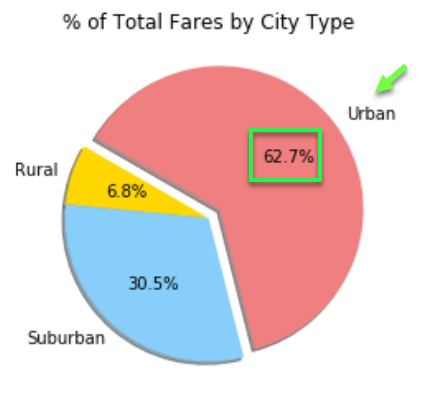 % of Total Fares by City Type
Urban
62.7%
Rural
6.8%
30.5%
Suburban